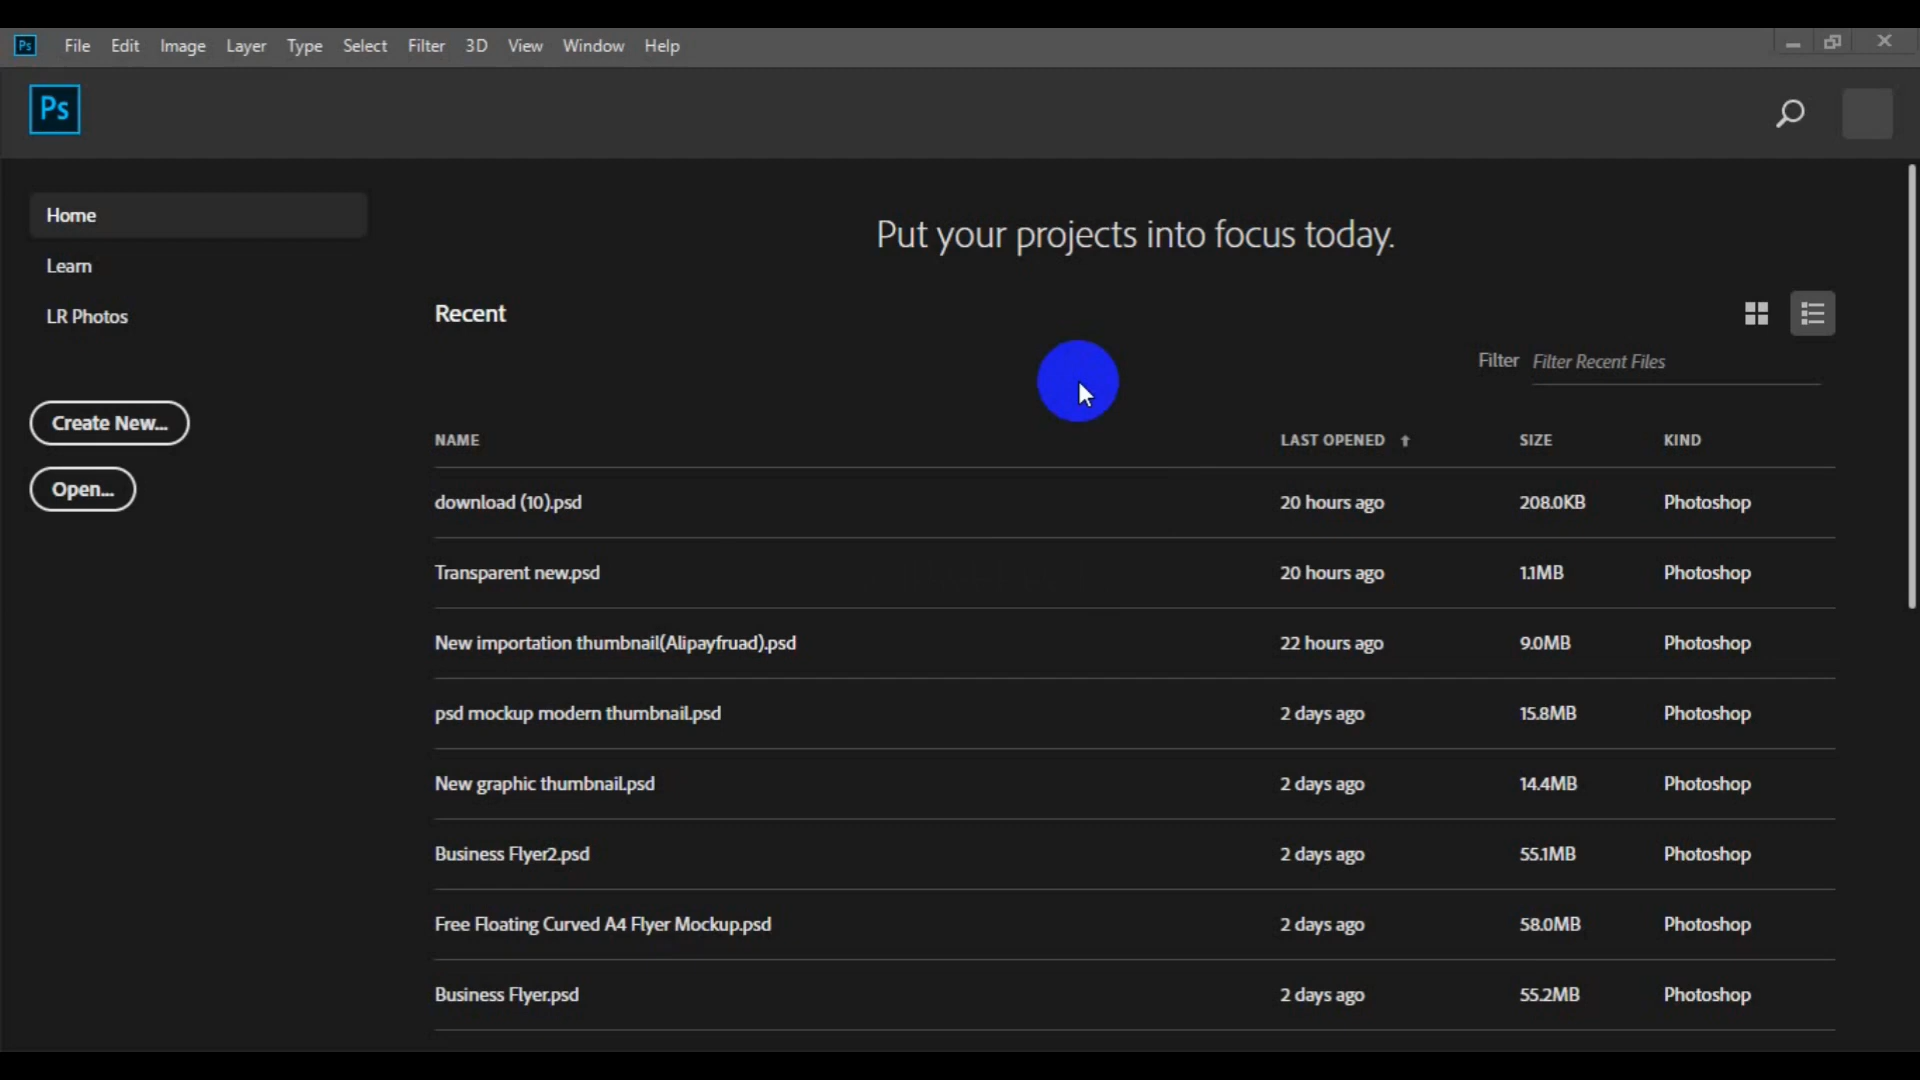 Ps File Edit Image Layer Type Select Filter 3D View Window Help
Ps
Home
Learn
LR Photos
Create New...
Open...
Put your projects into focus today.
Recent
Filter Filter Recent Files
NAME LAST OPENED SIZE KIND
download (10).psd 20 hours ago 208.0KB Photoshop
Transparent new.psd 20 hours ago 1.1MB Photoshop
New importation thumbnail(Alipayfruad).psd 22 hours ago 9.0MB Photoshop
psd mockup modern thumbnail.psd 2 days ago 15.8MB Photoshop
New graphic thumbnail.psd 2 days ago 14.4MB Photoshop
Business Flyer2.psd 2 days ago 55.1MB Photoshop
Free Floating Curved A4 Flyer Mockup.psd 2 days ago 58.0MB Photoshop
Business Flyer.psd 2 days ago 55.2MB Photoshop